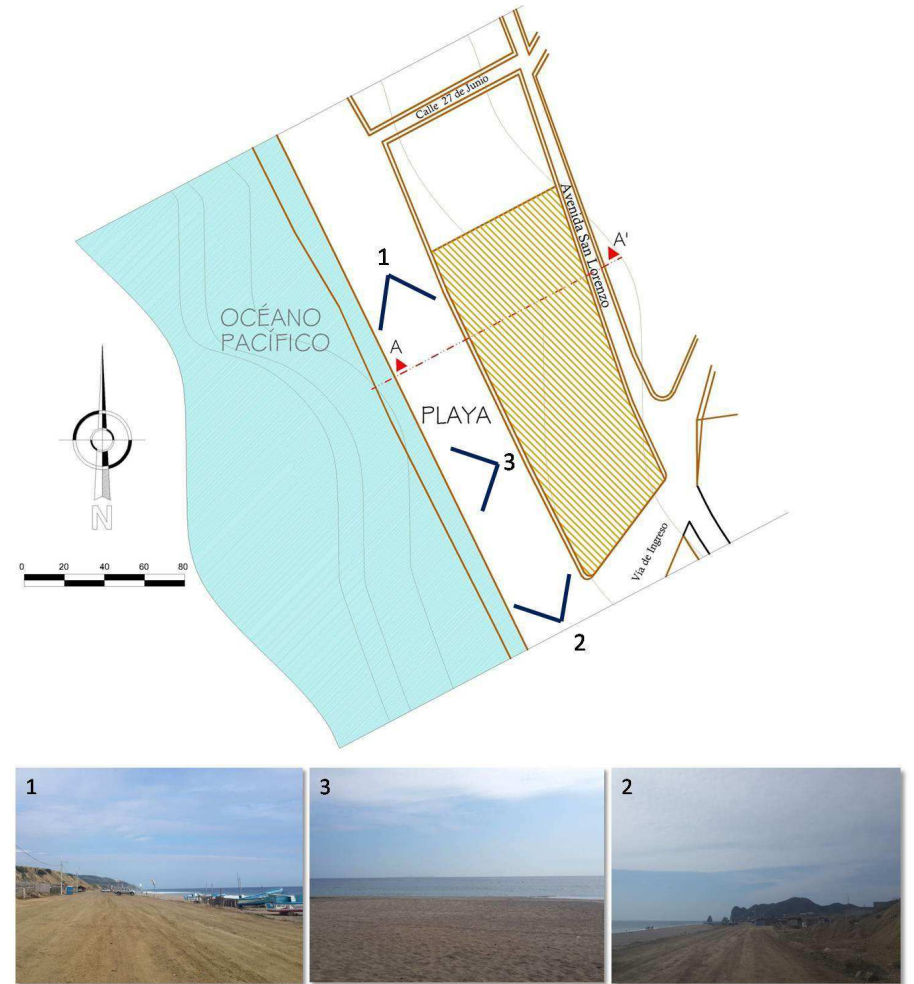 Calle 27 de Junio
Avenida San Lorenzo
A'
1
OCÉANO
PACÍFICO
A
PLAYA
3
N
0 20 40 60 80
Via de Ingreso
2
1
3
2